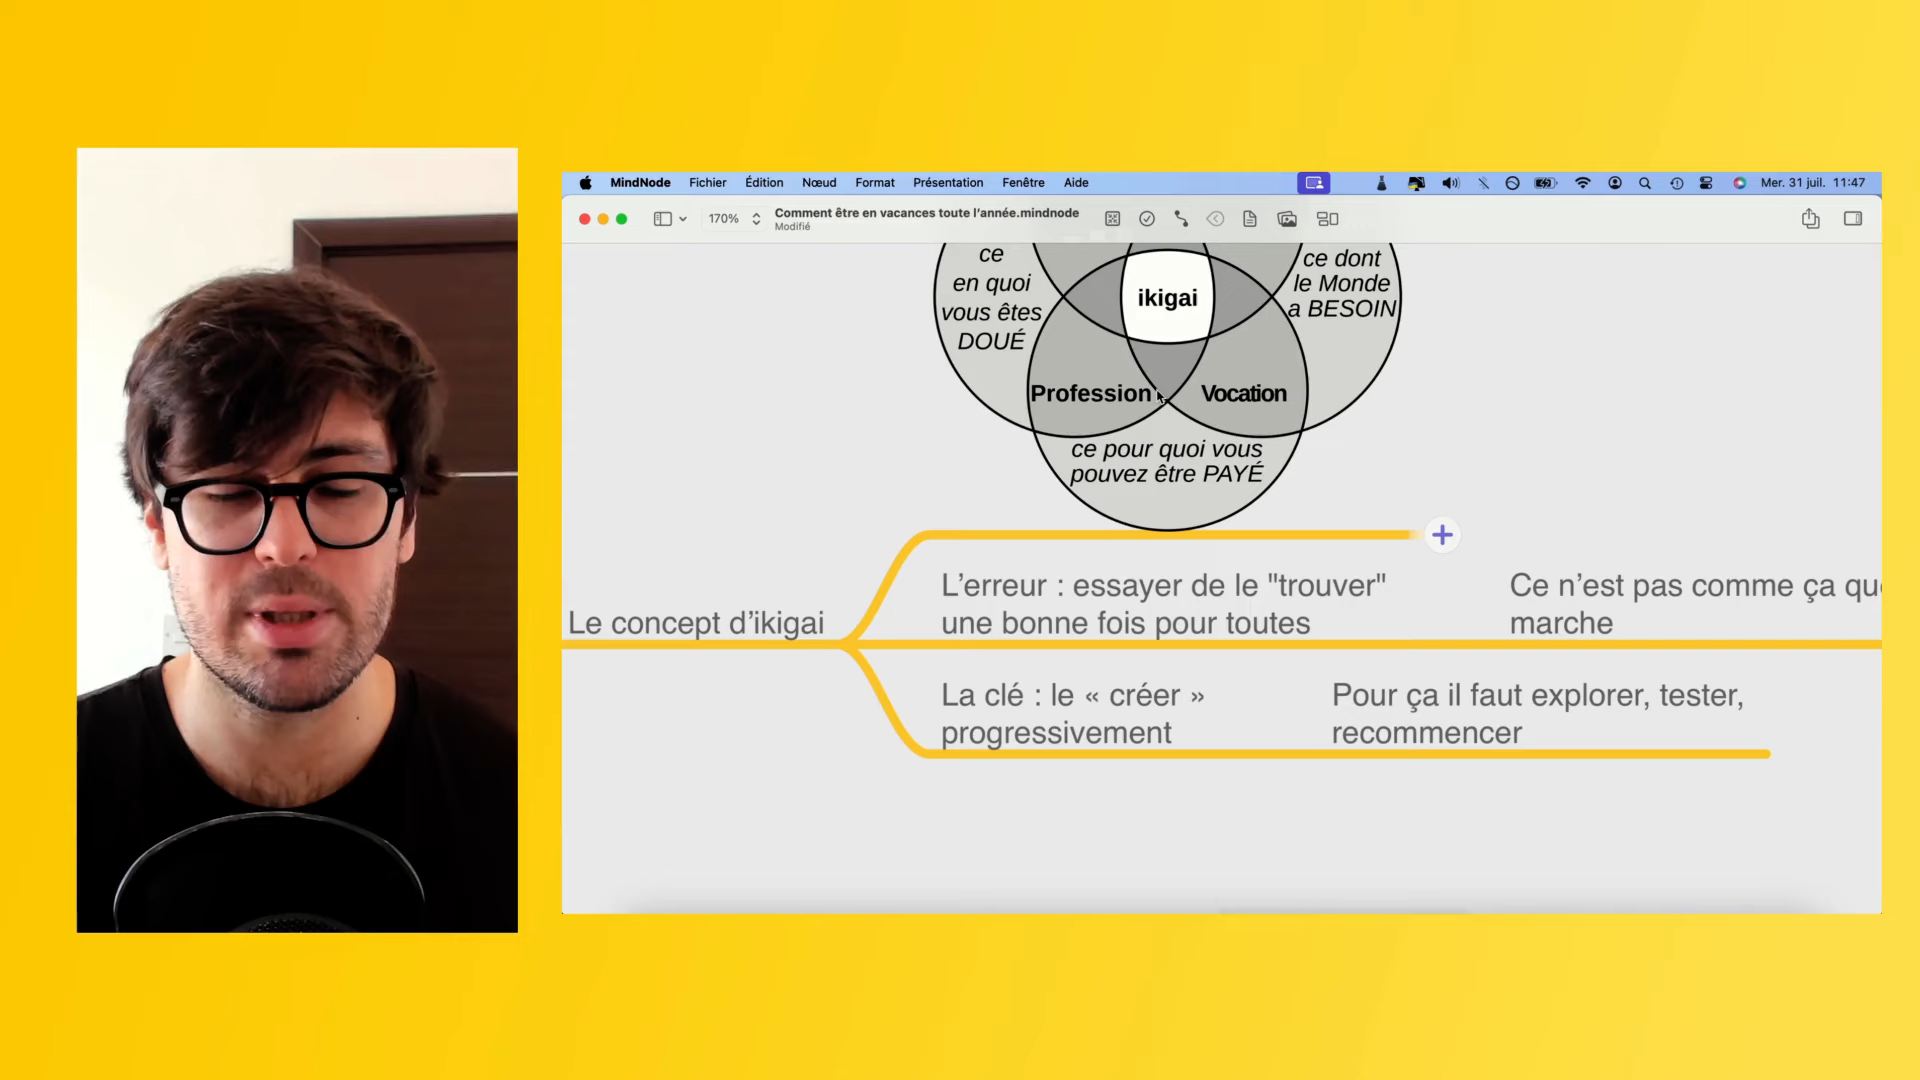 MindNode Fichier Édition Nœud Format Présentation Fenêtre Aide Mer. 31 juil. 11:47
170% Comment être en vacances toute l'année.mindnode
Modifié
ce
en quoi
vous êtes
DOUÉ
ikigai
ce dont
le Monde
a BESOIN
Profession
Vocation
ce pour quoi vous
pouvez être PAYÉ
Le concept d'ikigai
L'erreur : essayer de le "trouver"
une bonne fois pour toutes
Ce n'est pas comme ça que
marche
La clé : le « créer »
progressivement
Pour ça il faut explorer, tester,
recommencer